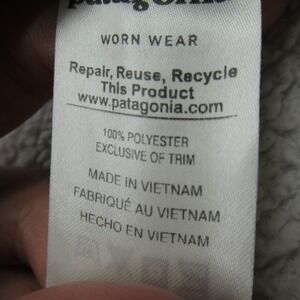 patagonia
WORN WEAR
Repair, Reuse, Recycle
This Product
www.patagonia.com
100% POLYESTER
EXCLUSIVE OF TRIM
MADE IN VIETNAM
FABRIQUÉ AU VIETNAM
HECHO EN VIETNAM